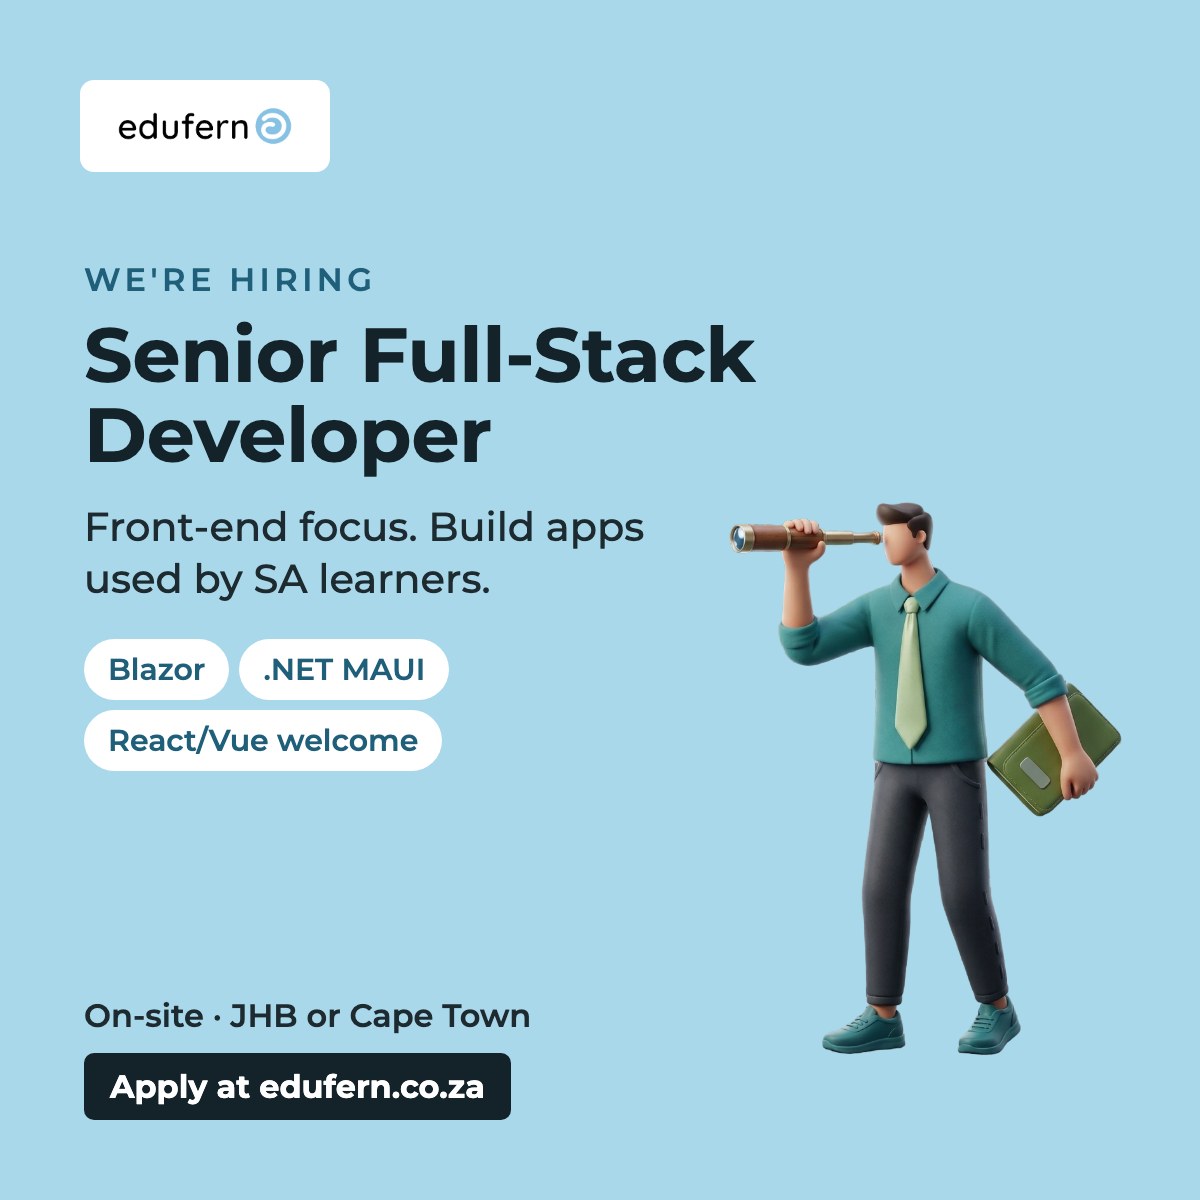 edufern
WE'RE HIRING
Senior Full-Stack
Developer
Front-end focus. Build apps
used by SA learners.
Blazor
.NET MAUI
React/Vue welcome
On-site · JHB or Cape Town
Apply at edufern.co.za